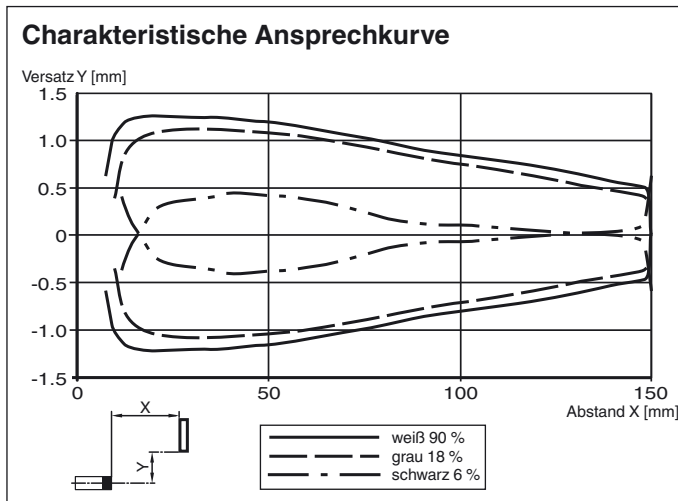 Charakteristische Ansprechkurve
Versatz Y [mm]
1.5
1.0
0.5
0
-0.5
-1.0
-1.5
0 50 100 150
Abstand X [mm]
X
Y
weiß 90 %
grau 18 %
schwarz 6 %